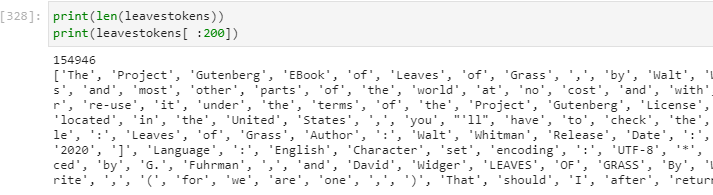 [328]: print(len(leavestokens))
print(leavestokens[ :200])
154946
['The', 'Project', 'Gutenberg', 'EBook', 'of', 'Leaves', 'of', 'Grass', ',', 'by', 'Walt',
s', 'and', 'most', 'other', 'parts', 'of', 'the', 'world', 'at', 'no', 'cost', 'and', 'with',
r', 're-use', 'it', 'under', 'the', 'terms', 'of', 'the', 'Project', 'Gutenberg', 'License',
'located', 'in', 'the', 'United', 'States', ',', 'you', "'ll", 'have', 'to', 'check', 'the',
le', ':', 'Leaves', 'of', 'Grass', 'Author', ':', 'Walt', 'Whitman', 'Release', 'Date', ':',
'2020', ']', 'Language', ':', 'English', 'Character', 'set', 'encoding', ':', 'UTF-8', '*',
ced', 'by', 'G.', 'Fuhrman', ',', 'and', 'David', 'Widger', 'LEAVES', 'OF', 'GRASS', 'By',
rite', ',', '(', 'for', 'we', 'are', 'one', ',', ')', 'That', 'should', 'I', 'after', 'return